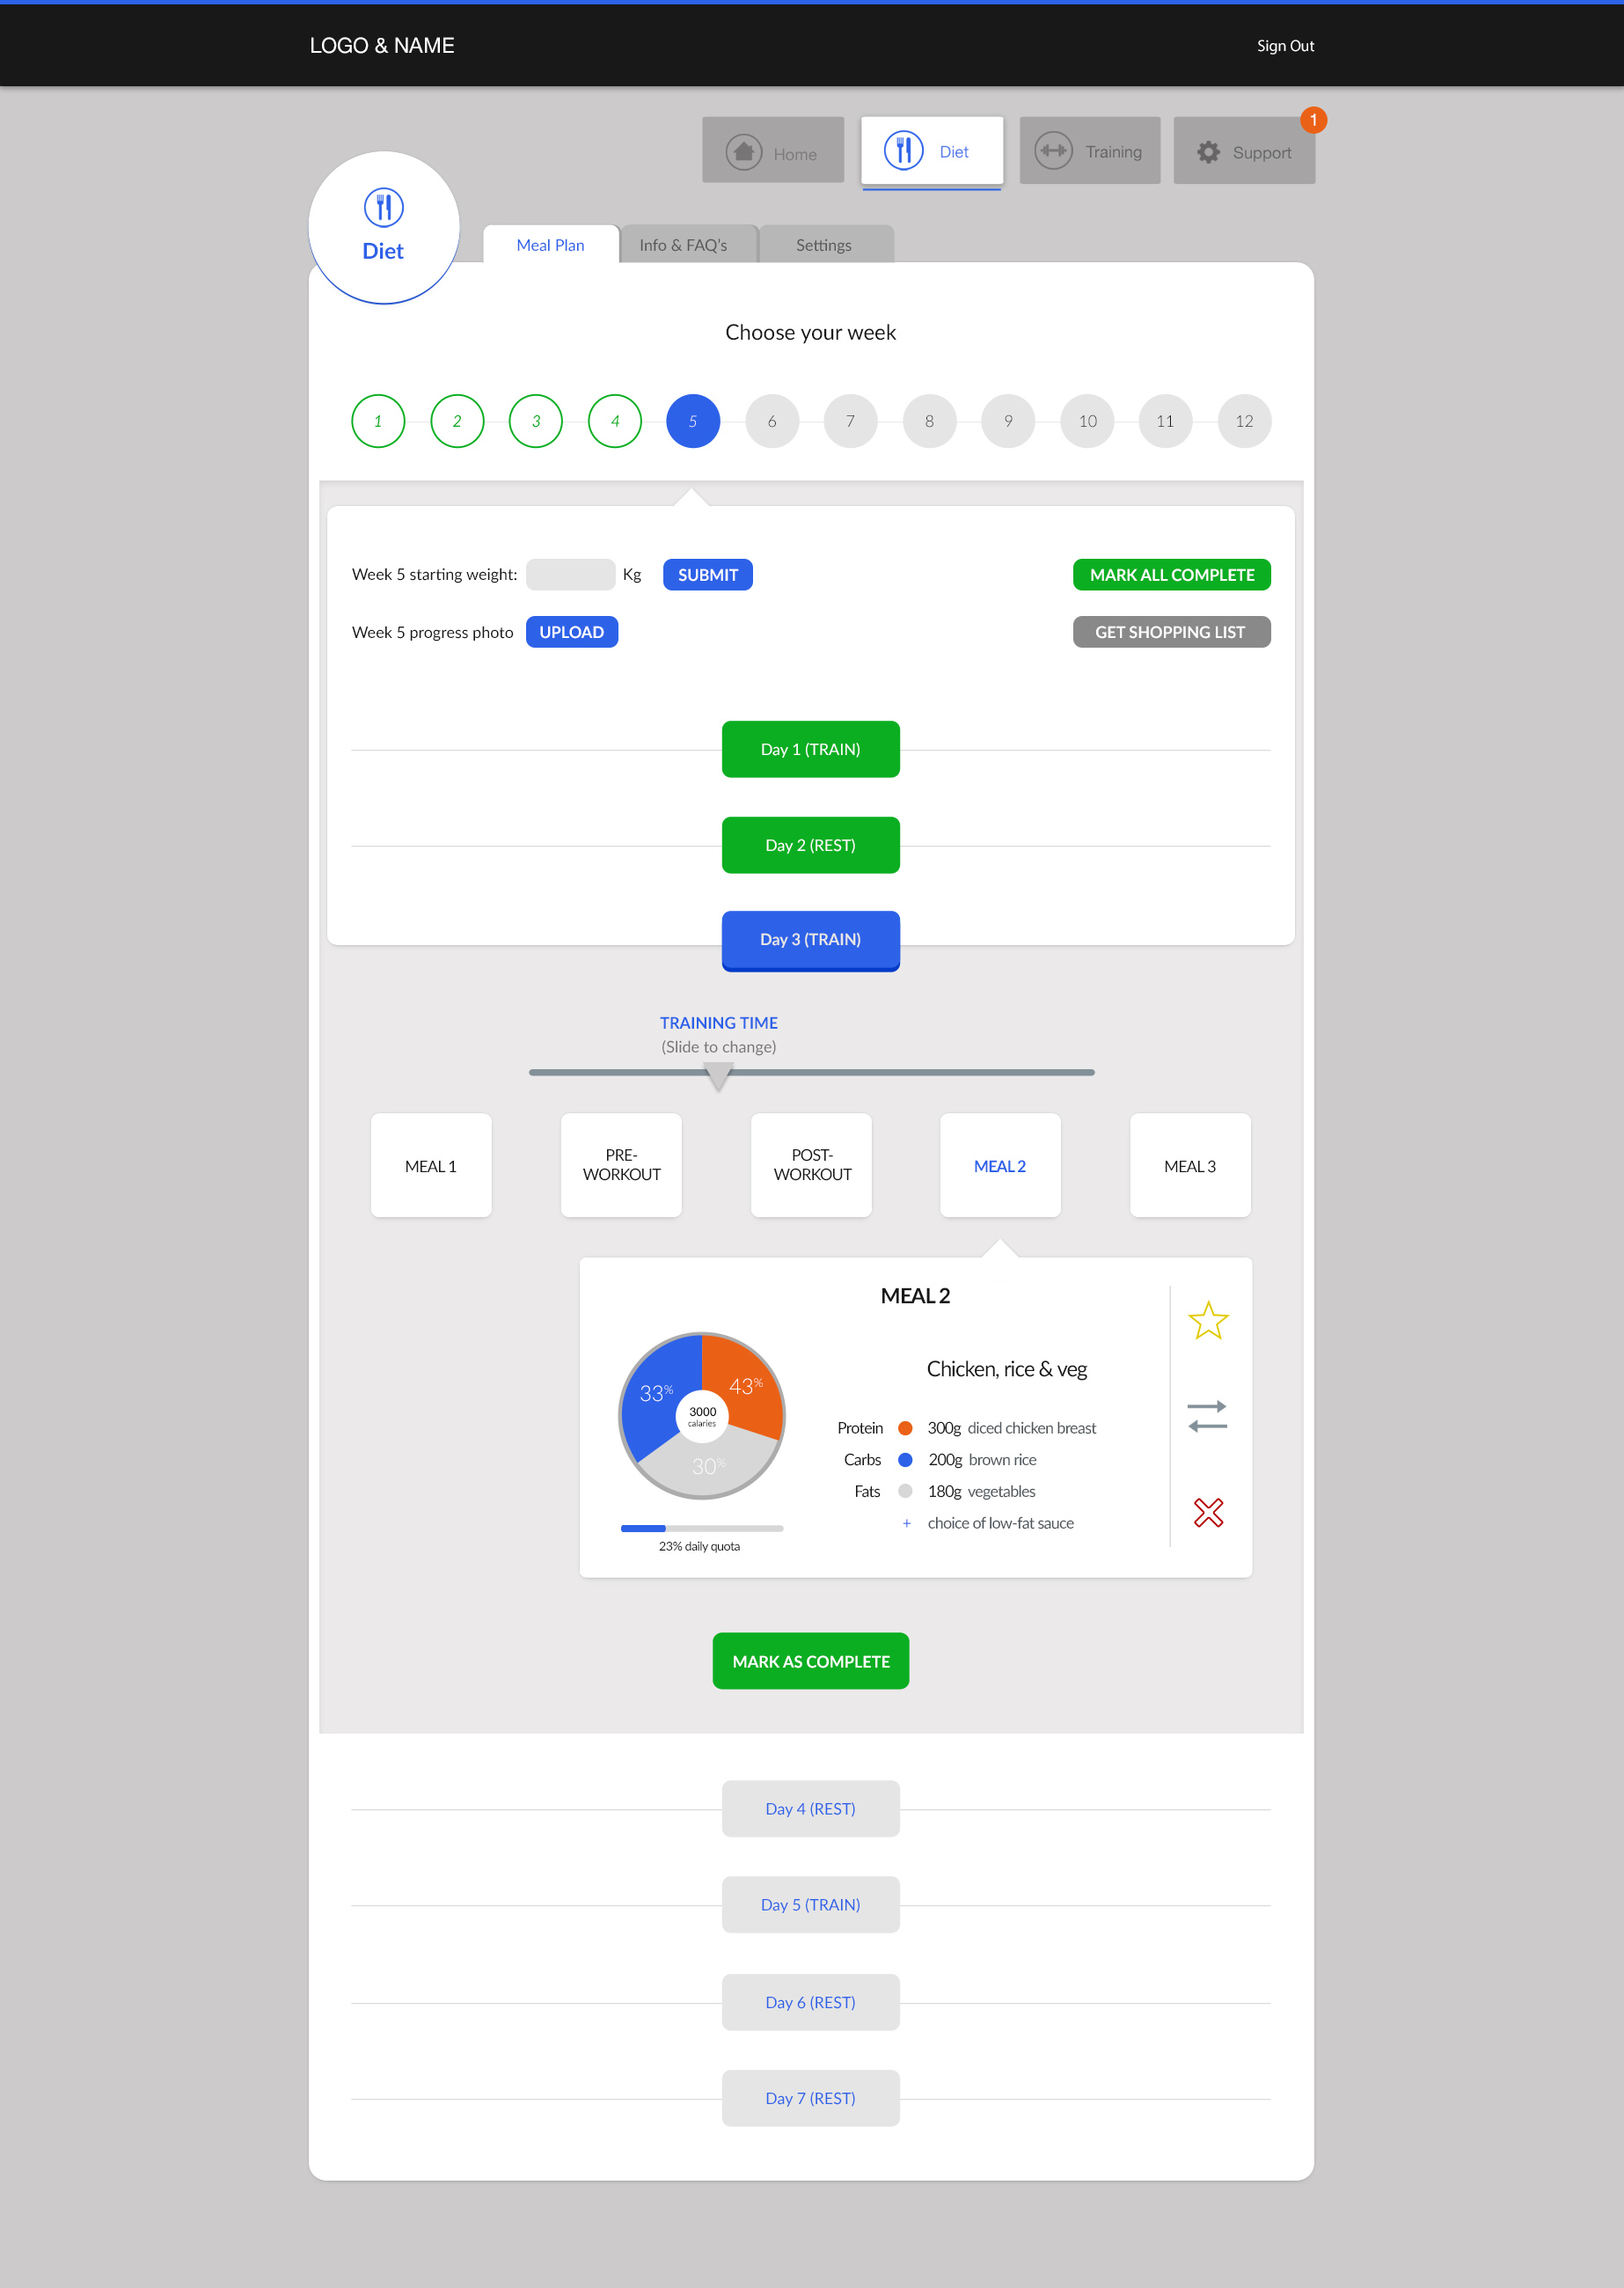 LOGO & NAME
Sign Out
1
Home
Diet
Training
Support
Diet
Meal Plan
Info & FAQ's
Settings
Choose your week
1 2 3 4 5 6 7 8 9 10 11 12
Week 5 starting weight: Kg SUBMIT
MARK ALL COMPLETE
Week 5 progress photo UPLOAD
GET SHOPPING LIST
Day 1 (TRAIN)
Day 2 (REST)
Day 3 (TRAIN)
TRAINING TIME
(Slide to change)
MEAL 1
PRE-
WORKOUT
POST-
WORKOUT
MEAL 2
MEAL 3
MEAL 2
33%
43%
3000
calaries
30%
23% daily quota
Chicken, rice & veg
Protein 300g diced chicken breast
Carbs 200g brown rice
Fats 180g vegetables
+ choice of low-fat sauce
MARK AS COMPLETE
Day 4 (REST)
Day 5 (TRAIN)
Day 6 (REST)
Day 7 (REST)